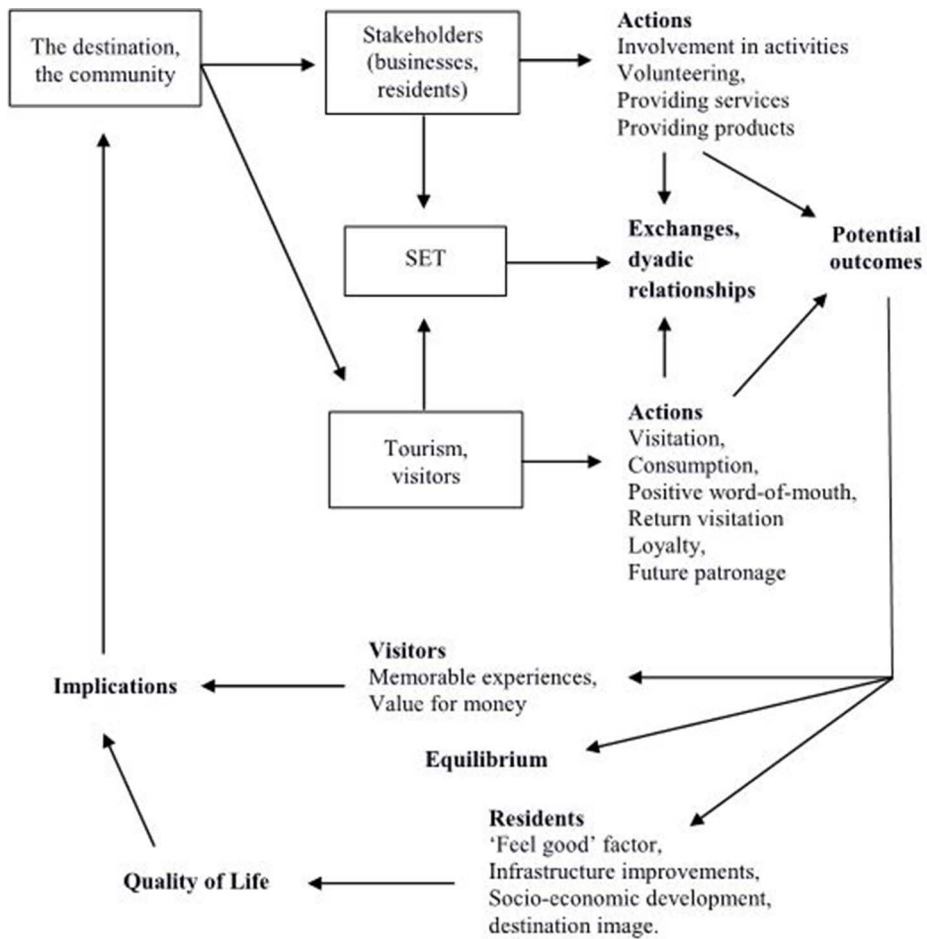 The destination,
the community
Stakeholders
(businesses,
residents)
Actions
Involvement in activities
Volunteering,
Providing services
Providing products
SET
Exchanges,
dyadic
relationships
Potential
outcomes
Tourism,
visitors
Actions
Visitation,
Consumption,
Positive word-of-mouth,
Return visitation
Loyalty,
Future patronage
Implications
Visitors
Memorable experiences,
Value for money
Equilibrium
Residents
‘Feel good’ factor,
Infrastructure improvements,
Socio-economic development,
destination image.
Quality of Life